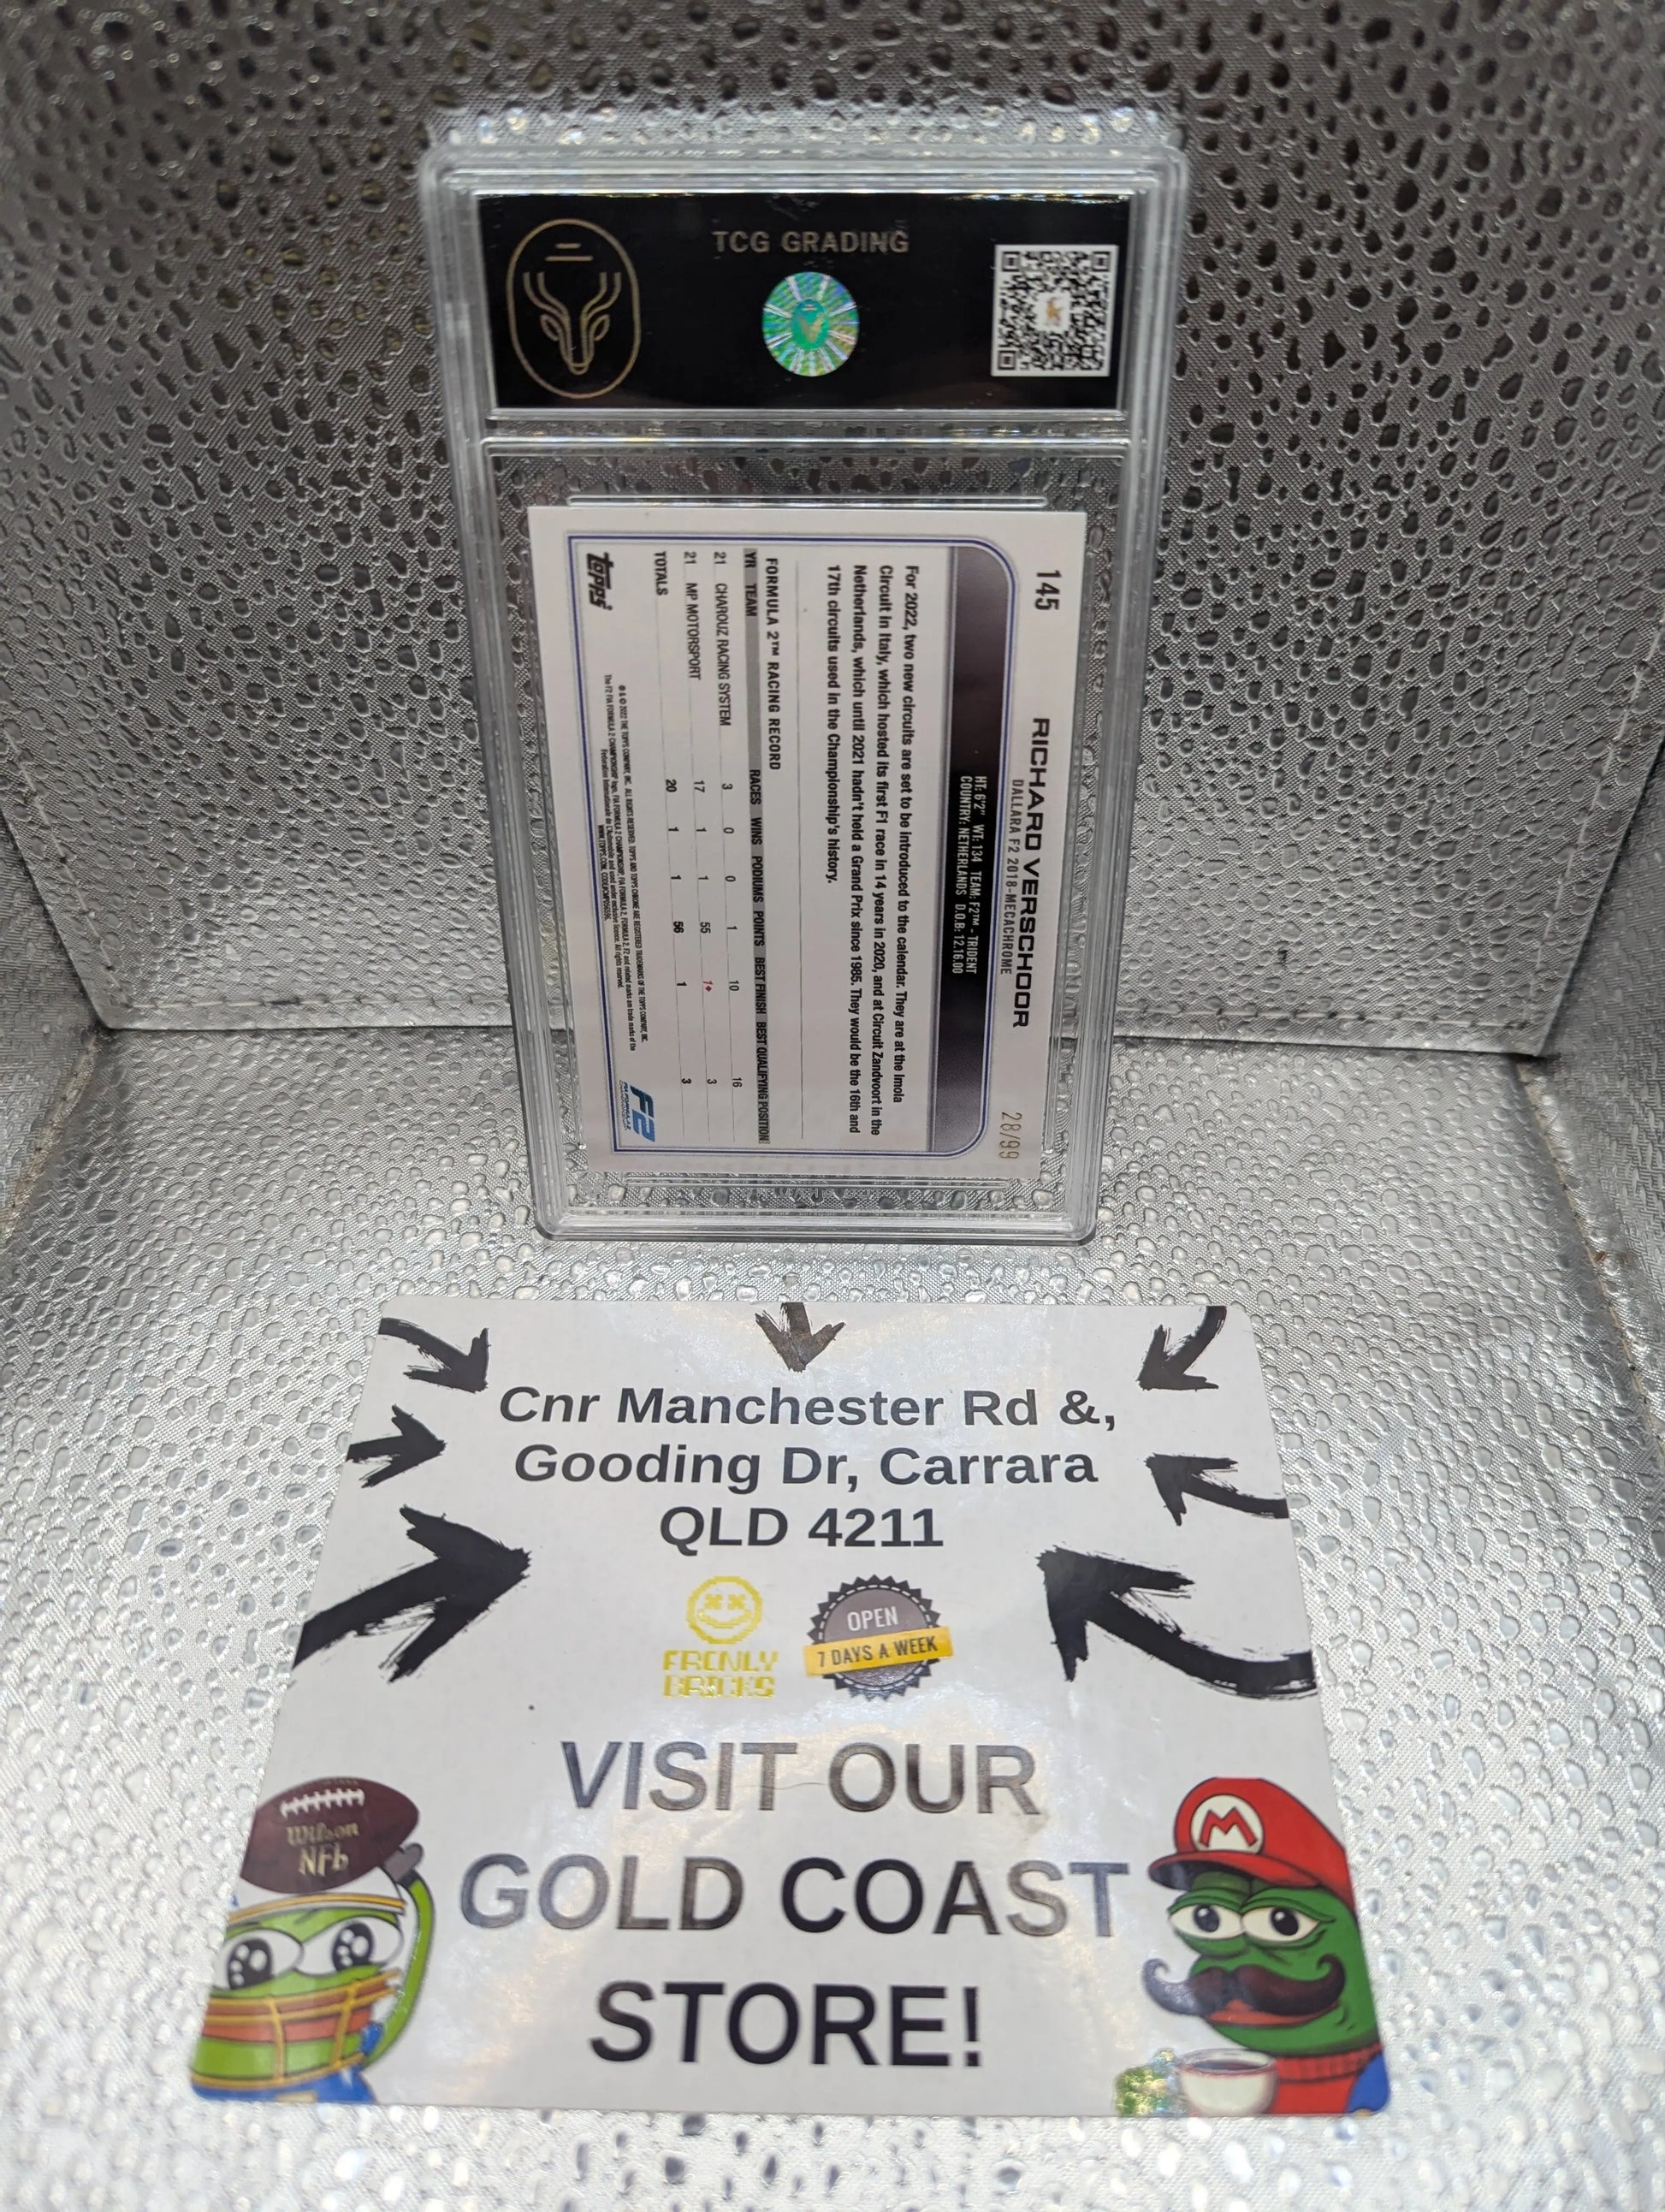 TCG GRADING
145
RICHARD VERSCHOOR
28/99
DALLARA F2 2018-MECACHROME
HT: 6'2" WT: 134 TEAM: F2™ - TRIDENT
COUNTRY: NETHERLANDS D.O.B: 12.16.00
For 2022, two new circuits are set to be introduced to the calendar. They are at the Imola
Circuit in Italy, which hosted its first F1 race in 14 years in 2020, and at Circuit Zandvoort in the
Netherlands, which until 2021 hadn't held a Grand Prix since 1985. They would be the 16th and
17th circuits used in the Championship's history.
FORMULA 2™ RACING RECORD
YR TEAM RACES WINS PODIUMS POINTS BEST FINISH BEST QUALIFYING POSITION
21 CHAROUZ RACING SYSTEM 3 0 0 1 10 16
21 MP MOTORSPORT 17 1 1 55 1♦ 3
TOTALS 20 1 1 56 1 3
Topps®
F2
Cnr Manchester Rd &,
Gooding Dr, Carrara
QLD 4211
FRENLY
BRICKS
OPEN
7 DAYS A WEEK
VISIT OUR
GOLD COAST
STORE!
Wilson
NFL
M